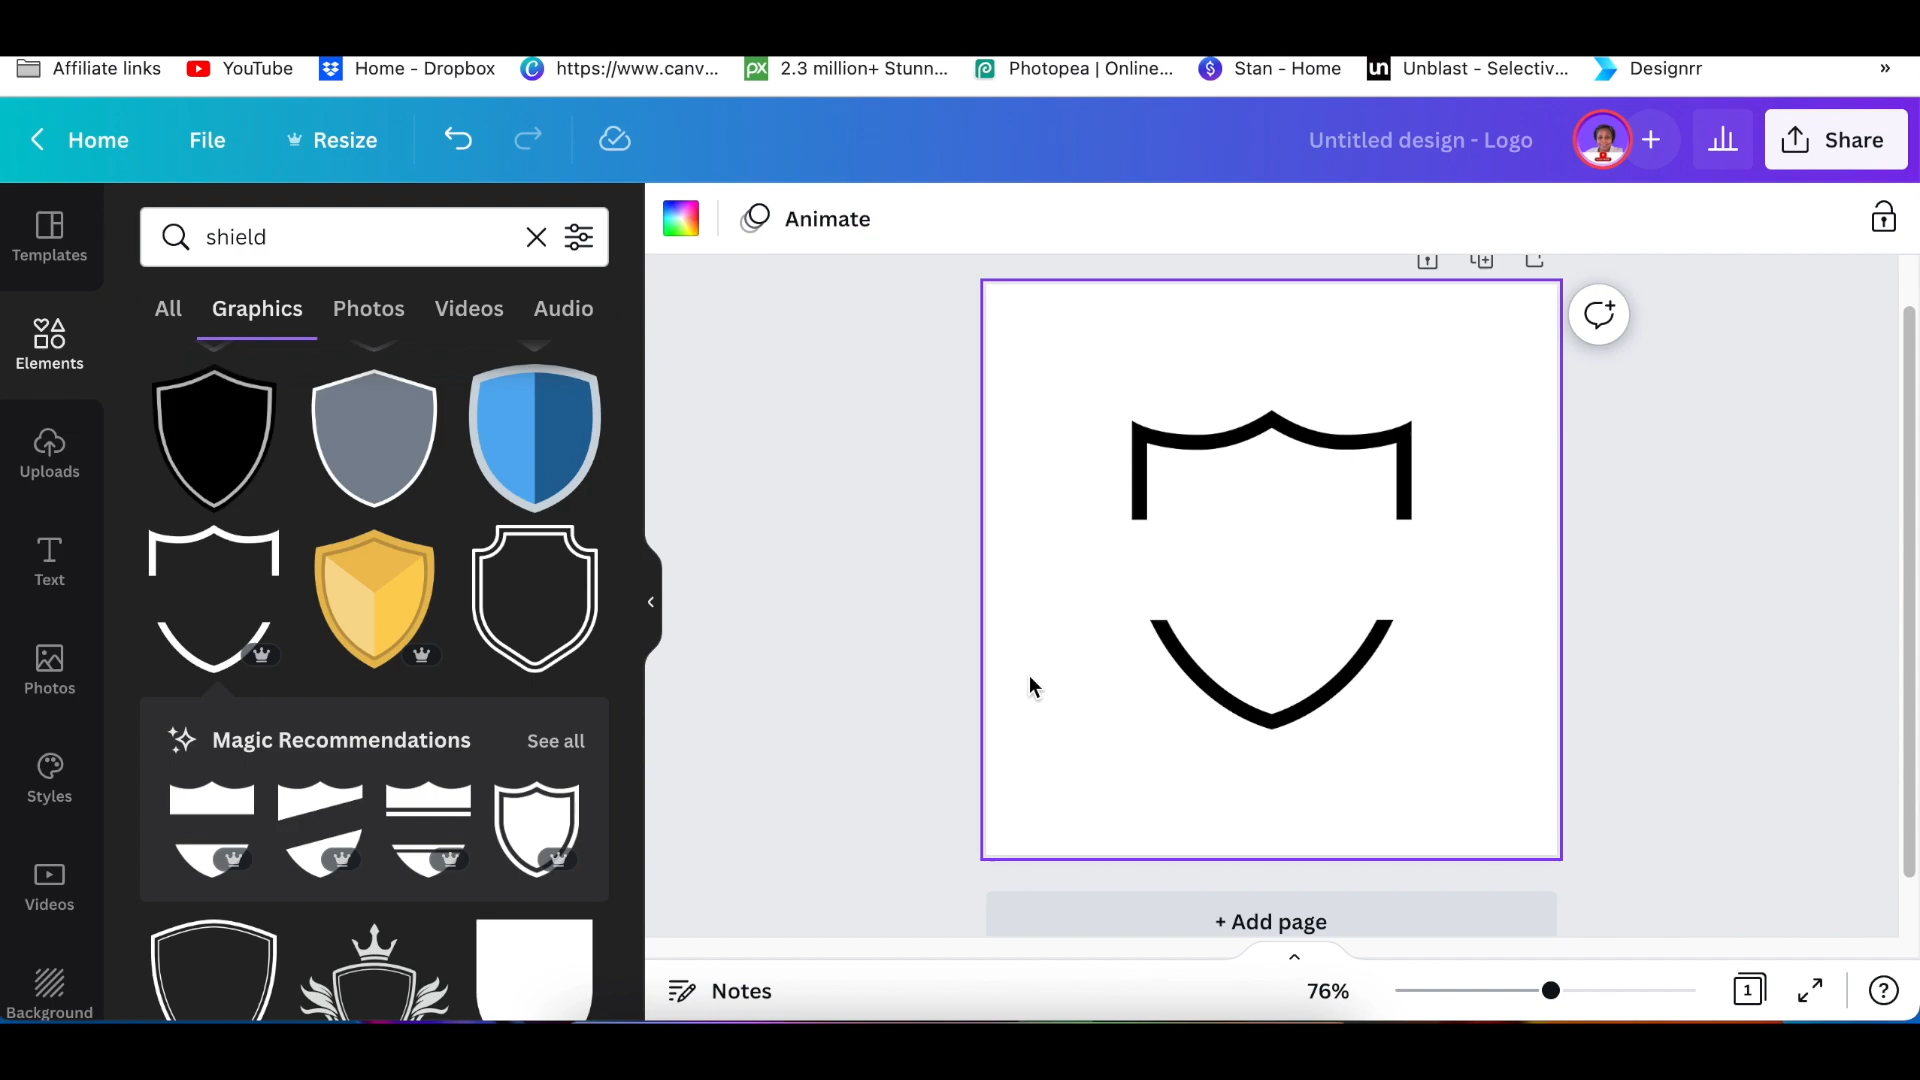 Affiliate links YouTube Home - Dropbox https://www.canv... 2.3 million+ Stunn... Photopea | Online... Stan - Home Unblast - Selectiv... Designrr »
Home File Resize Untitled design - Logo + Share
shield
Animate
All Graphics Photos Videos Audio
Templates
Elements
Uploads
Text
Photos
Styles
Videos
Background
Magic Recommendations See all
+ Add page
Notes 76% 1 ?